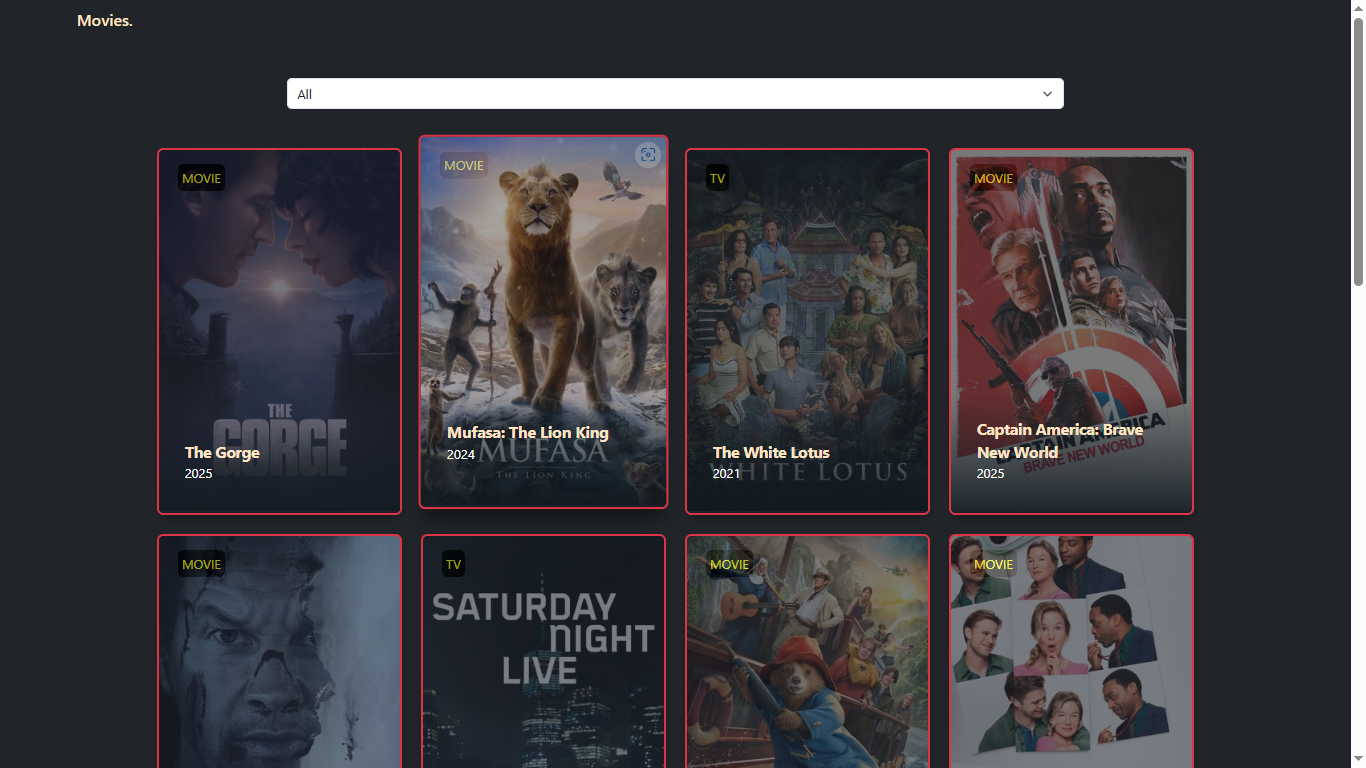 Movies.
All
MOVIE
THE
GORGE
The Gorge
2025
MOVIE
Mufasa: The Lion King
2024
MUFASA
THE LION KING
TV
The White Lotus
2021
WHITE LOTUS
MOVIE
Captain America: Brave
New World
2025
CAPTAIN AMERICA
BRAVE NEW WORLD
MOVIE
TV
SATURDAY
NIGHT
LIVE
MOVIE
MOVIE